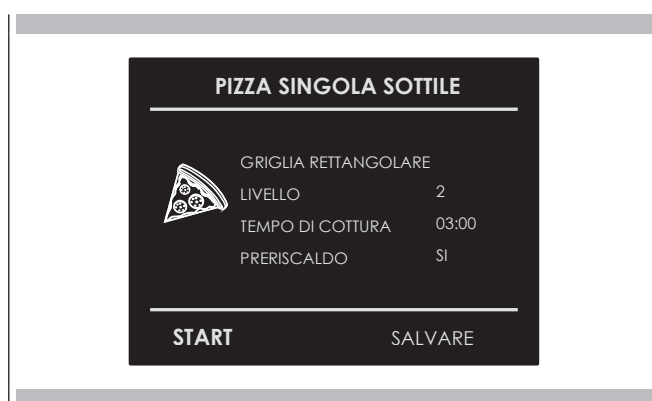 PIZZA SINGOLA SOTTILE
GRIGLIA RETTANGOLARE
LIVELLO 2
TEMPO DI COTTURA 03:00
PRERISCALDO SI
START SALVARE